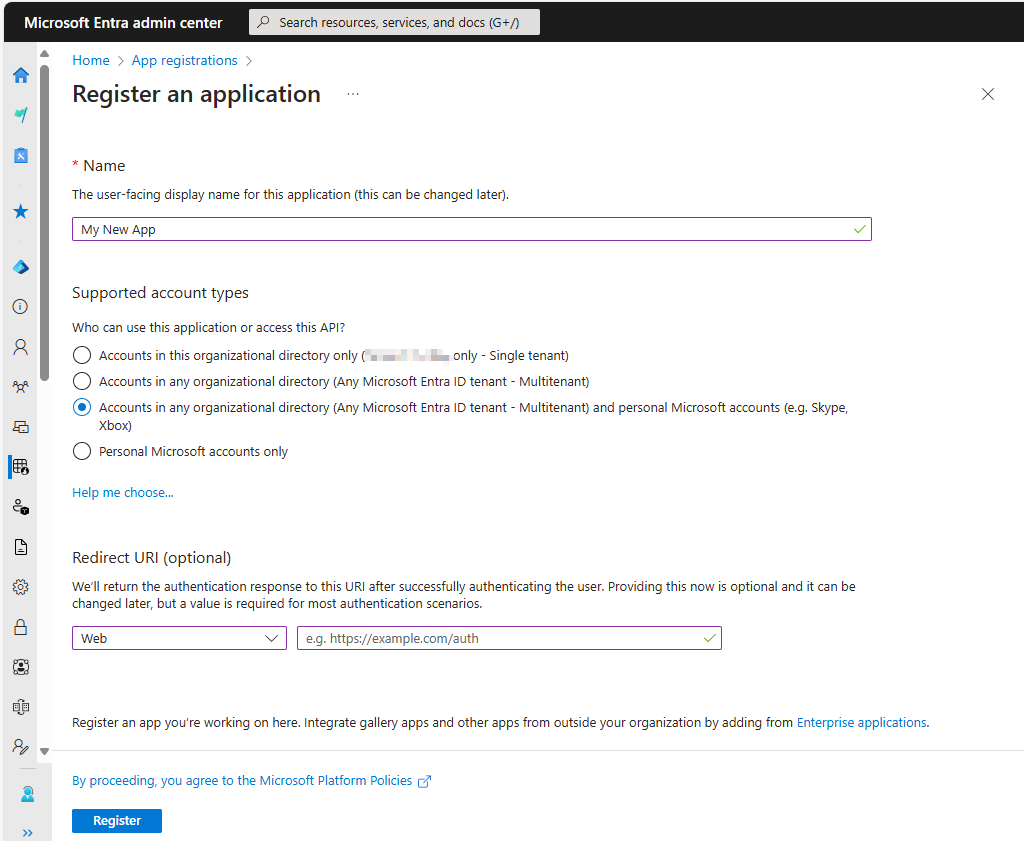 Microsoft Entra admin center
Search resources, services, and docs (G+/)
Home > App registrations >
Register an application ...
* Name
The user-facing display name for this application (this can be changed later).
My New App
Supported account types
Who can use this application or access this API?
Accounts in this organizational directory only ( only - Single tenant)
Accounts in any organizational directory (Any Microsoft Entra ID tenant - Multitenant)
Accounts in any organizational directory (Any Microsoft Entra ID tenant - Multitenant) and personal Microsoft accounts (e.g. Skype,
Xbox)
Personal Microsoft accounts only
Help me choose...
Redirect URI (optional)
We'll return the authentication response to this URI after successfully authenticating the user. Providing this now is optional and it can be
changed later, but a value is required for most authentication scenarios.
Web
e.g. https://example.com/auth
Register an app you're working on here. Integrate gallery apps and other apps from outside your organization by adding from Enterprise applications.
By proceeding, you agree to the Microsoft Platform Policies
Register